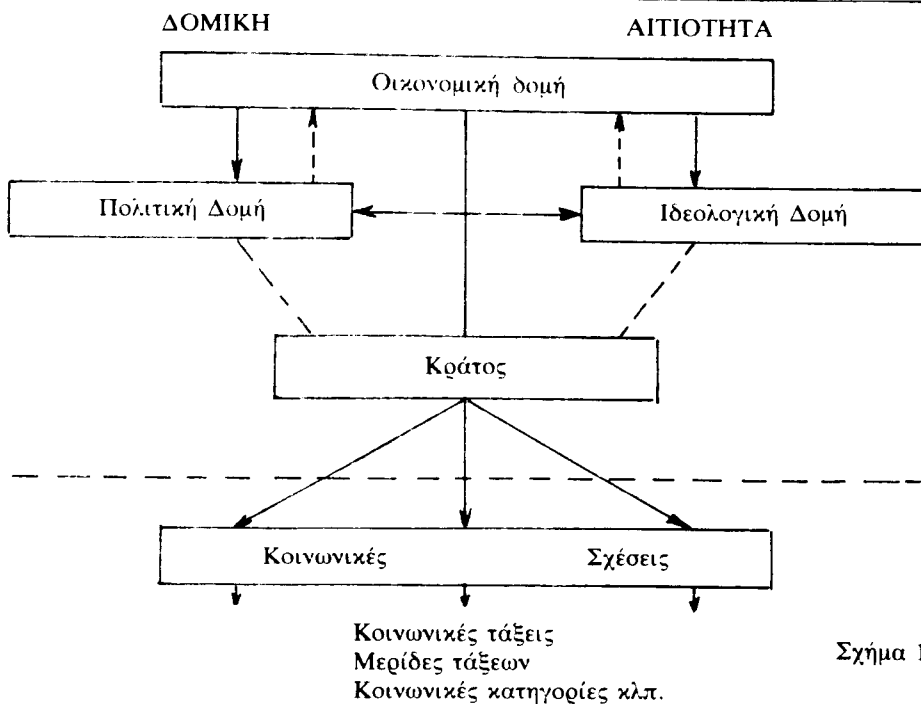 ΔΟΜΙΚΗ ΑΙΤΙΟΤΗΤΑ
Οικονομική δομή
Πολιτική Δομή Ιδεολογική Δομή
Κράτος
Κοινωνικές Σχέσεις
Κοινωνικές τάξεις
Μερίδες τάξεων
Κοινωνικές κατηγορίες κλπ.
Σχήμα 1